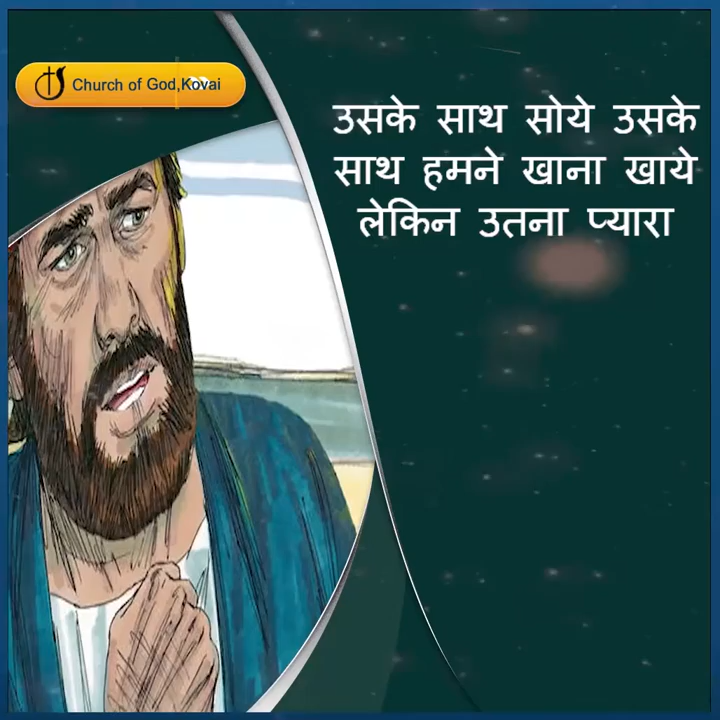 Church of God,Kovai
उसके साथ सोये उसके
साथ हमने खाना खाये
लेकिन उतना प्यारा